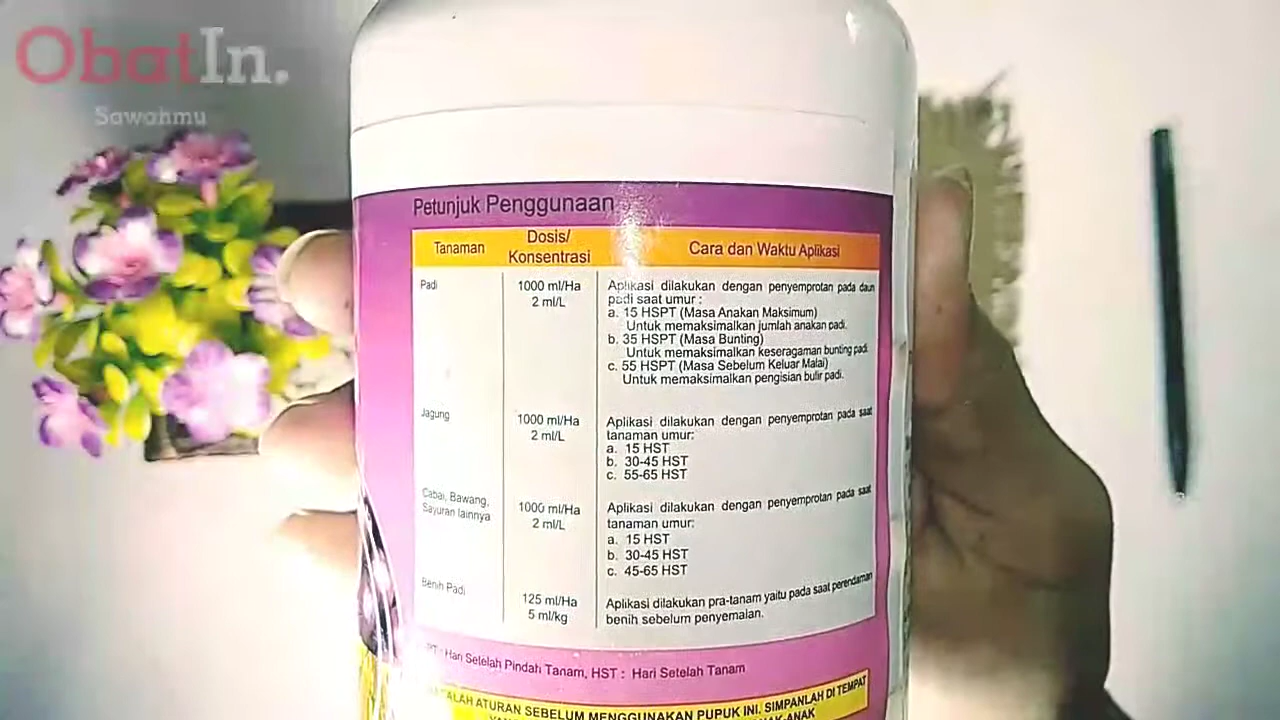 ObatIn.
Sawahmu
Petunjuk Penggunaan
Tanaman
Dosis/
Konsentrasi
Cara dan Waktu Aplikasi
Padi
1000 ml/Ha
2 ml/L
Aplikasi dilakukan dengan penyemprotan pada daun
padi saat umur :
a. 15 HSPT (Masa Anakan Maksimum)
Untuk memaksimalkan jumlah anakan padi.
b. 35 HSPT (Masa Bunting)
Untuk memaksimalkan keseragaman bunting padi.
c. 55 HSPT (Masa Sebelum Keluar Malai)
Untuk memaksimalkan pengisian bulir padi.
Jagung
1000 ml/Ha
2 ml/L
Aplikasi dilakukan dengan penyemprotan pada saat
tanaman umur:
a. 15 HST
b. 30-45 HST
c. 55-65 HST
Cabai, Bawang,
Sayuran lainnya
1000 ml/Ha
2 ml/L
Aplikasi dilakukan dengan penyemprotan pada saat
tanaman umur:
a. 15 HST
b. 30-45 HST
c. 45-65 HST
Benih Padi
125 ml/Ha
5 ml/kg
Aplikasi dilakukan pra-tanam yaitu pada saat perendaman
benih sebelum penyemaian.
PT : Hari Setelah Pindah Tanam, HST : Hari Setelah Tanam
ALAH ATURAN SEBELUM MENGGUNAKAN PUPUK INI. SIMPANLAH DI TEMPAT